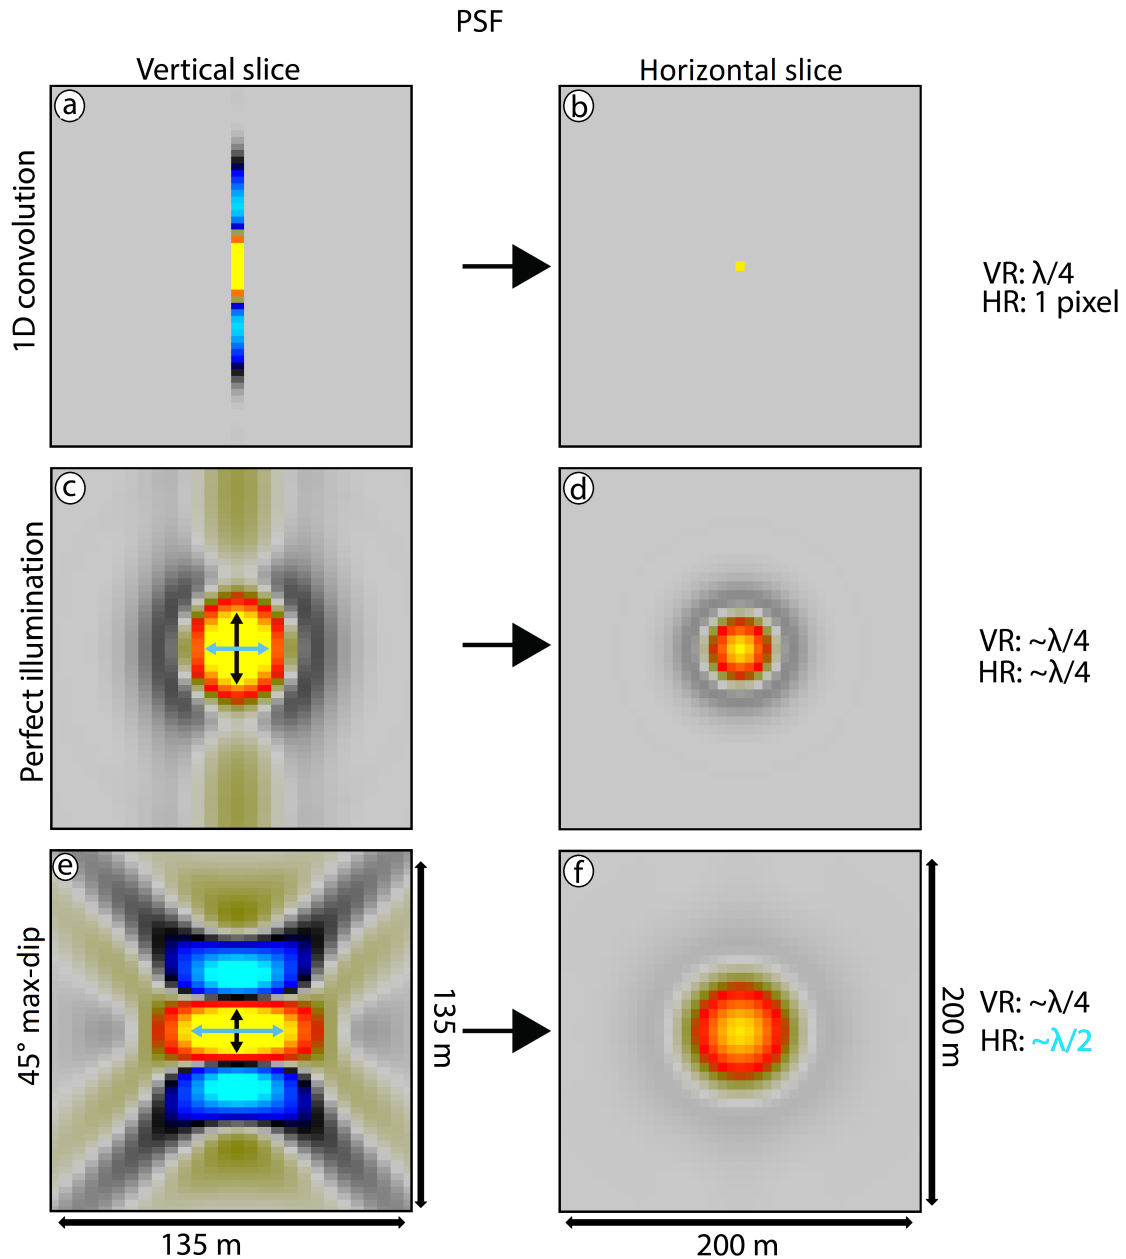 PSF
Vertical slice
Horizontal slice
a
b
1D convolution
VR: λ/4
HR: 1 pixel
c
d
Perfect illumination
VR: ~λ/4
HR: ~λ/4
e
f
45° max-dip
135 m
200 m
VR: ~λ/4
HR: ~λ/2
135 m
200 m